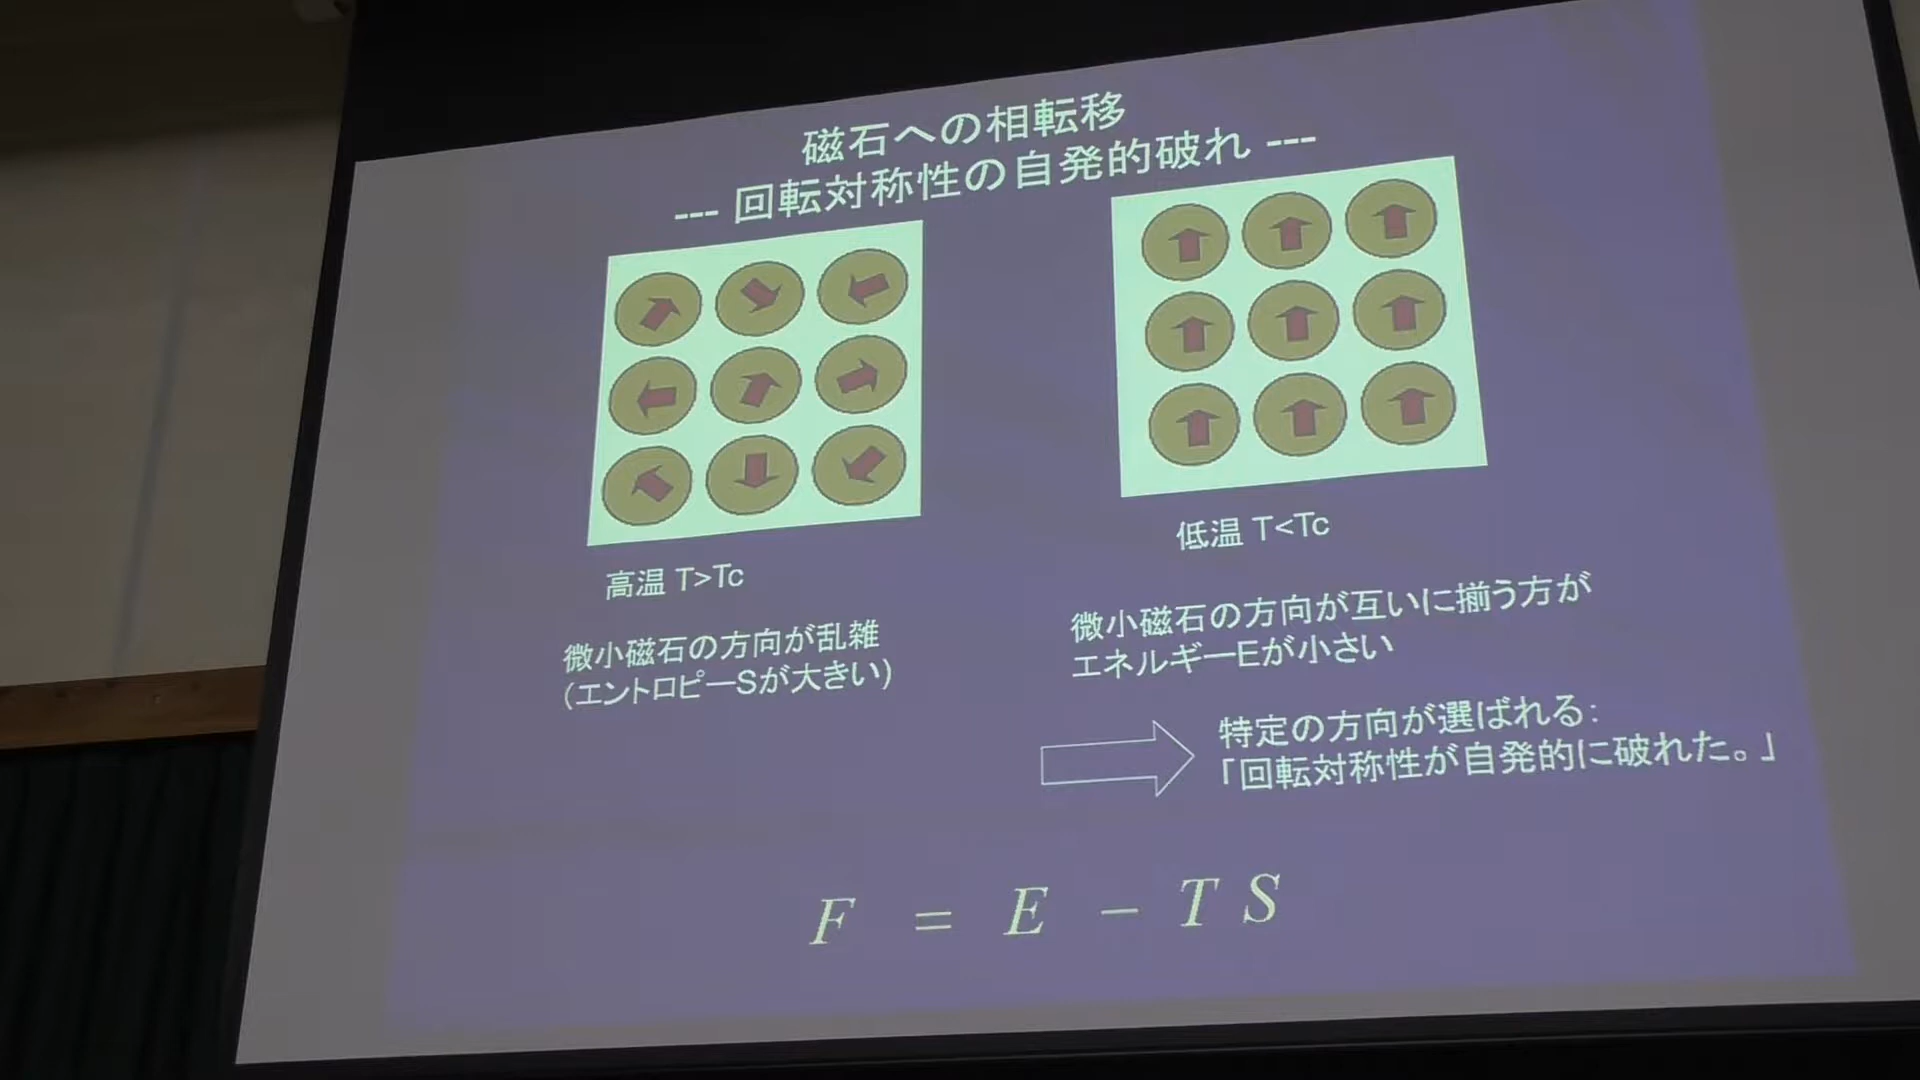 磁石への相転移
--- 回転対称性の自発的破れ ---
高温 T>Tc
微小磁石の方向が乱雑
(エントロピーSが大きい)
低温 T<Tc
微小磁石の方向が互いに揃う方が
エネルギーEが小さい
特定の方向が選ばれる:
「回転対称性が自発的に破れた。」
F = E − T S